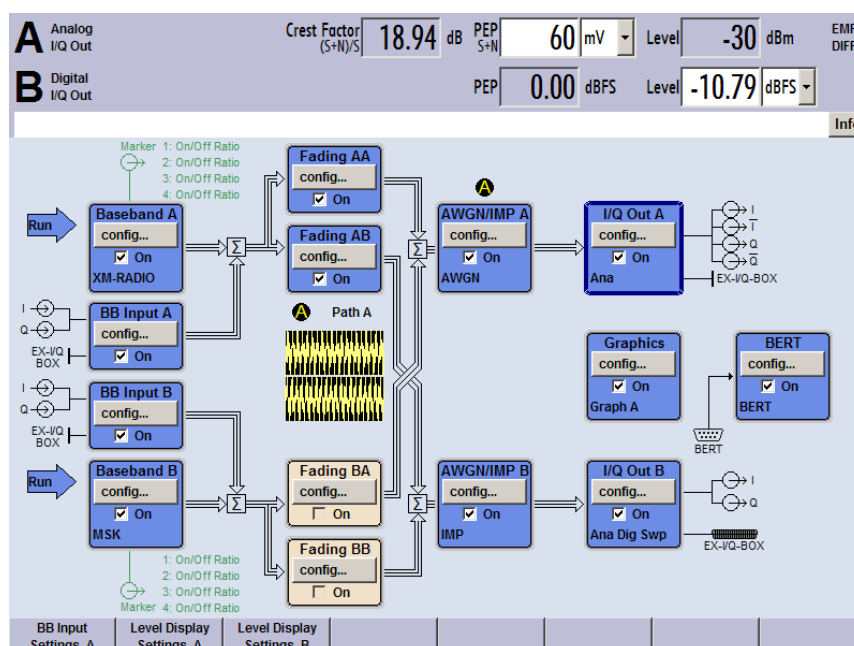 A Analog I/Q Out Crest Factor (S+N)/S 18.94 dB PEP S+N 60 mV Level -30 dBm EMF DIFF
B Digital I/Q Out PEP 0.00 dBFS Level -10.79 dBFS
Info
Marker 1: On/Off Ratio
2: On/Off Ratio
3: On/Off Ratio
4: On/Off Ratio
Run
Baseband A
config...
On
XM-RADIO
Fading AA
config...
On
Fading AB
config...
On
A
AWGN/IMP A
config...
On
AWGN
I/Q Out A
config...
On
Ana
I
I
Q
Q
EX-I/Q-BOX
I
Q
EX-I/Q
BOX
BB Input A
config...
On
A Path A
Graphics
config...
On
Graph A
BERT
config...
On
BERT
BERT
I
Q
EX-I/Q
BOX
BB Input B
config...
On
Run
Baseband B
config...
On
MSK
Fading BA
config...
On
Fading BB
config...
On
AWGN/IMP B
config...
On
IMP
I/Q Out B
config...
On
Ana Dig Swp
I
Q
EX-I/Q-BOX
1: On/Off Ratio
2: On/Off Ratio
3: On/Off Ratio
Marker 4: On/Off Ratio
BB Input Settings A
Level Display Settings A
Level Display Settings B